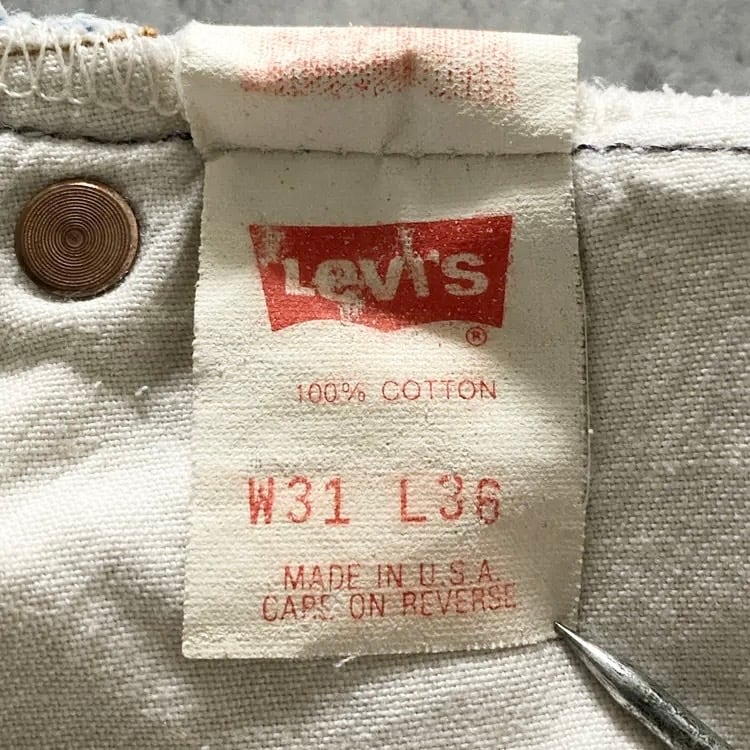 Levi's
®
100% COTTON
W31 L36
MADE IN U.S.A.
CARE ON REVERSE